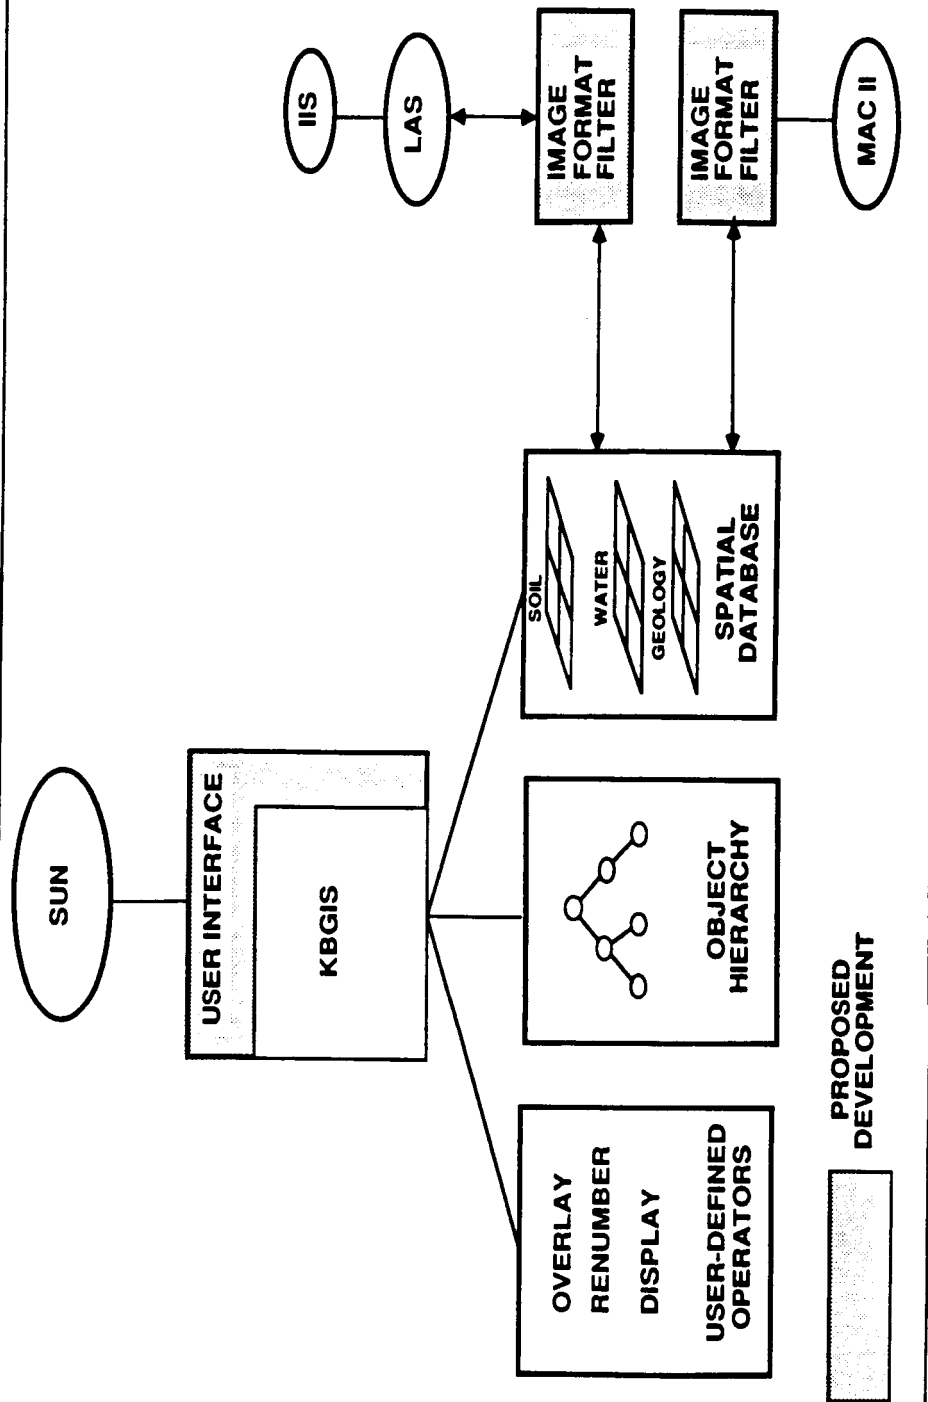 SUN
USER INTERFACE
KBGIS
OVERLAY
RENUMBER
DISPLAY
USER-DEFINED
OPERATORS
OBJECT
HIERARCHY
SOIL
WATER
GEOLOGY
SPATIAL
DATABASE
IIS
LAS
IMAGE
FORMAT
FILTER
IMAGE
FORMAT
FILTER
MAC II
PROPOSED
DEVELOPMENT